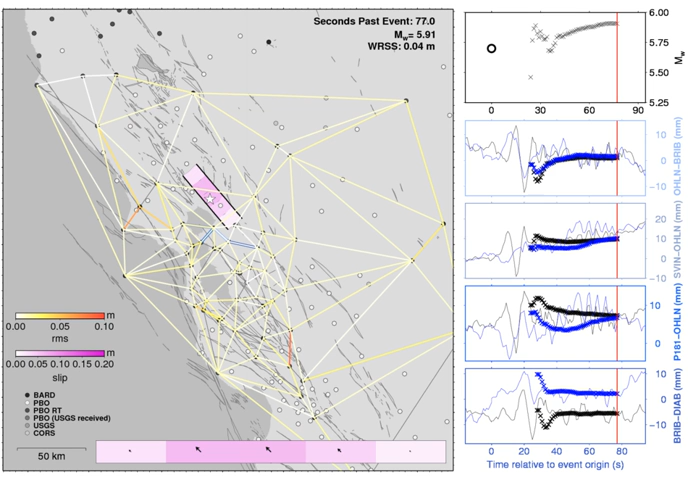 Seconds Past Event: 77.0
Mw= 5.91
WRSS: 0.04 m
m
0.00 0.05 0.10
rms
m
0.00 0.05 0.10 0.15 0.20
slip
BARD
PBO
PBO RT
PBO (USGS received)
USGS
CORS
50 km
6.00
5.75
5.50
5.25
Mw
0 30 60 90
10
0
−10
OHLN−BRIB (mm)
20
10
0
−10
SVIN−OHLN (mm)
10
0
P181−OHLN (mm)
10
0
−10
BRIB−DIAB (mm)
0 20 40 60 80
Time relative to event origin (s)